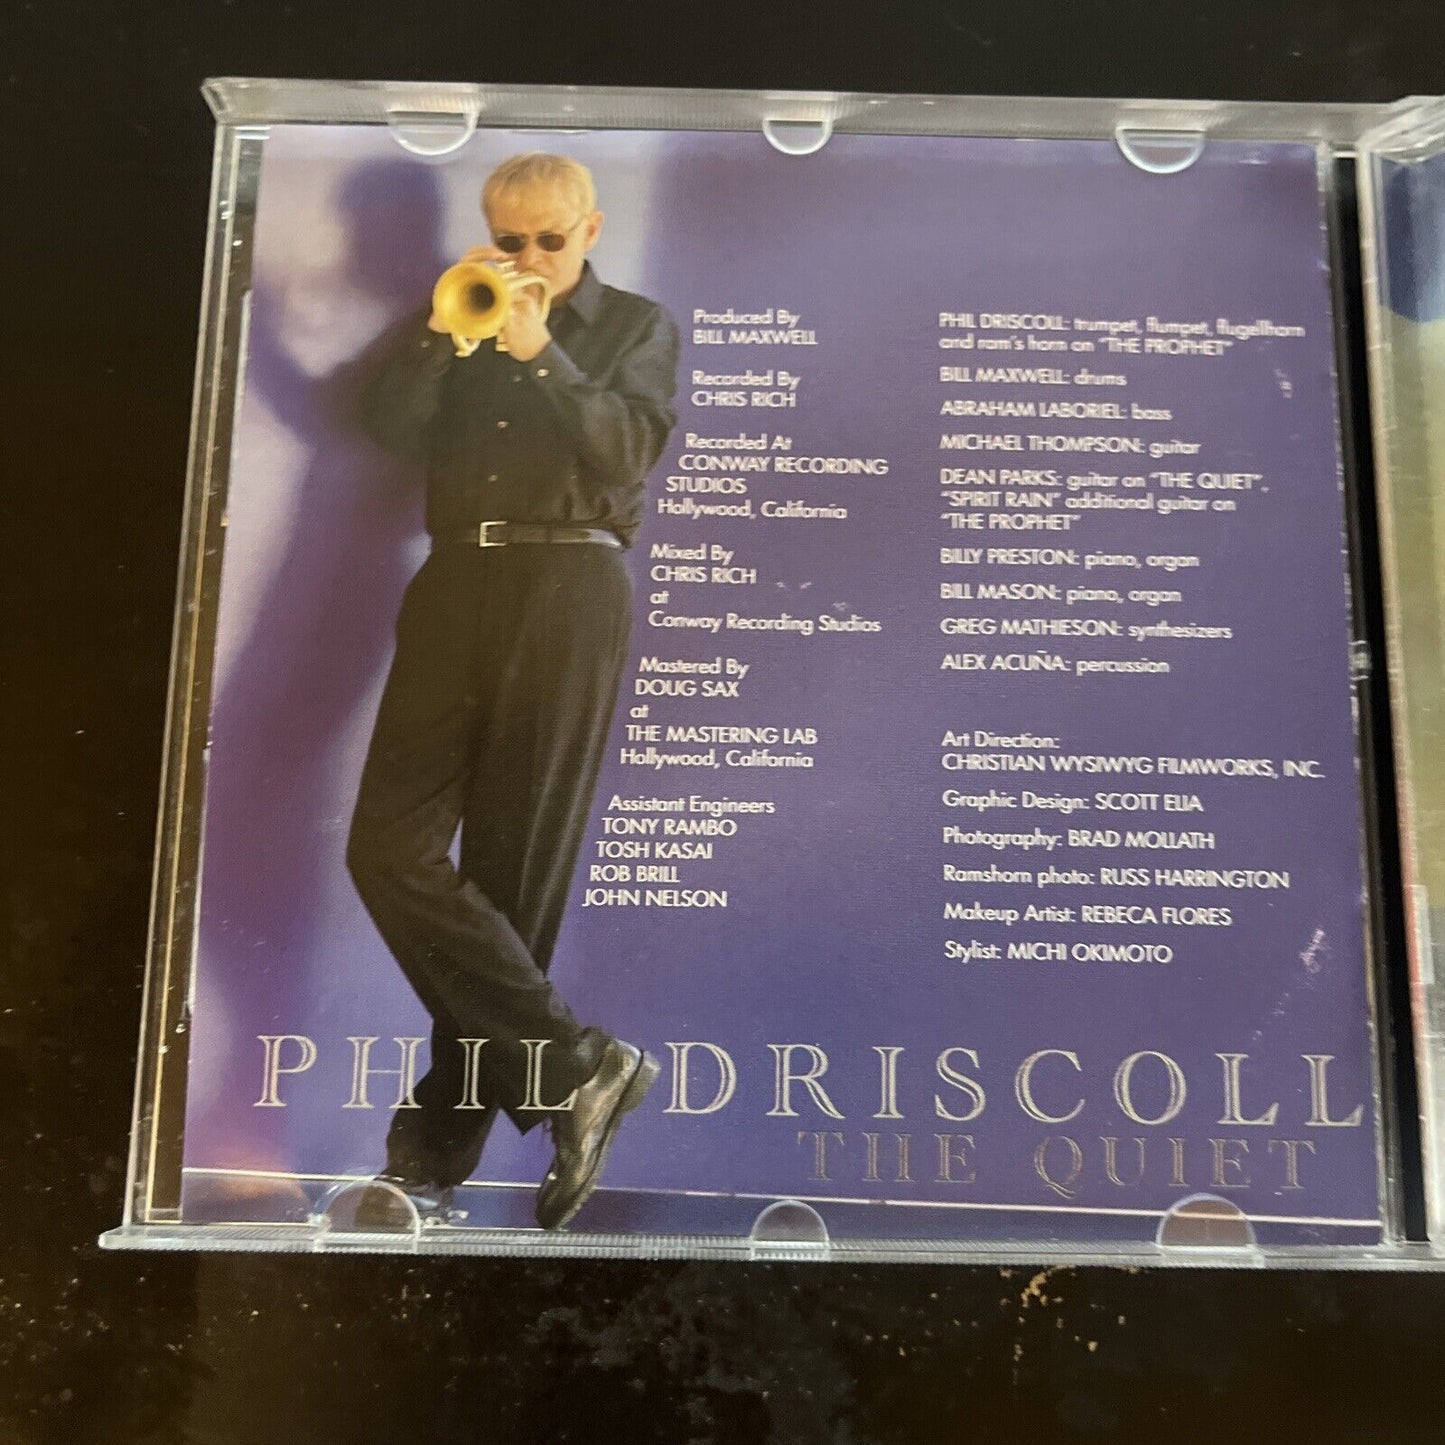 Produced By
BILL MAXWELL
Recorded By
CHRIS RICH
Recorded At
CONWAY RECORDING
STUDIOS
Hollywood, California
Mixed By
CHRIS RICH
at
Conway Recording Studios
Mastered By
DOUG SAX
at
THE MASTERING LAB
Hollywood, California
Assistant Engineers
TONY RAMBO
TOSH KASAI
ROB BRILL
JOHN NELSON
PHIL DRISCOLL: trumpet, flumpet, flugellhorn
and ram's horn on "THE PROPHET"
BILL MAXWELL: drums
ABRAHAM LABORIEL: bass
MICHAEL THOMPSON: guitar
DEAN PARKS: guitar on "THE QUIET",
"SPIRIT RAIN" additional guitar on
"THE PROPHET"
BILLY PRESTON: piano, organ
BILL MASON: piano, organ
GREG MATHIESON: synthesizers
ALEX ACUÑA: percussion
Art Direction:
CHRISTIAN WYSIWYG FILMWORKS, INC.
Graphic Design: SCOTT ELIA
Photography: BRAD MOLLATH
Ramshorn photo: RUSS HARRINGTON
Makeup Artist: REBECA FLORES
Stylist: MICHI OKIMOTO
PHIL DRISCOLL
THE QUIET